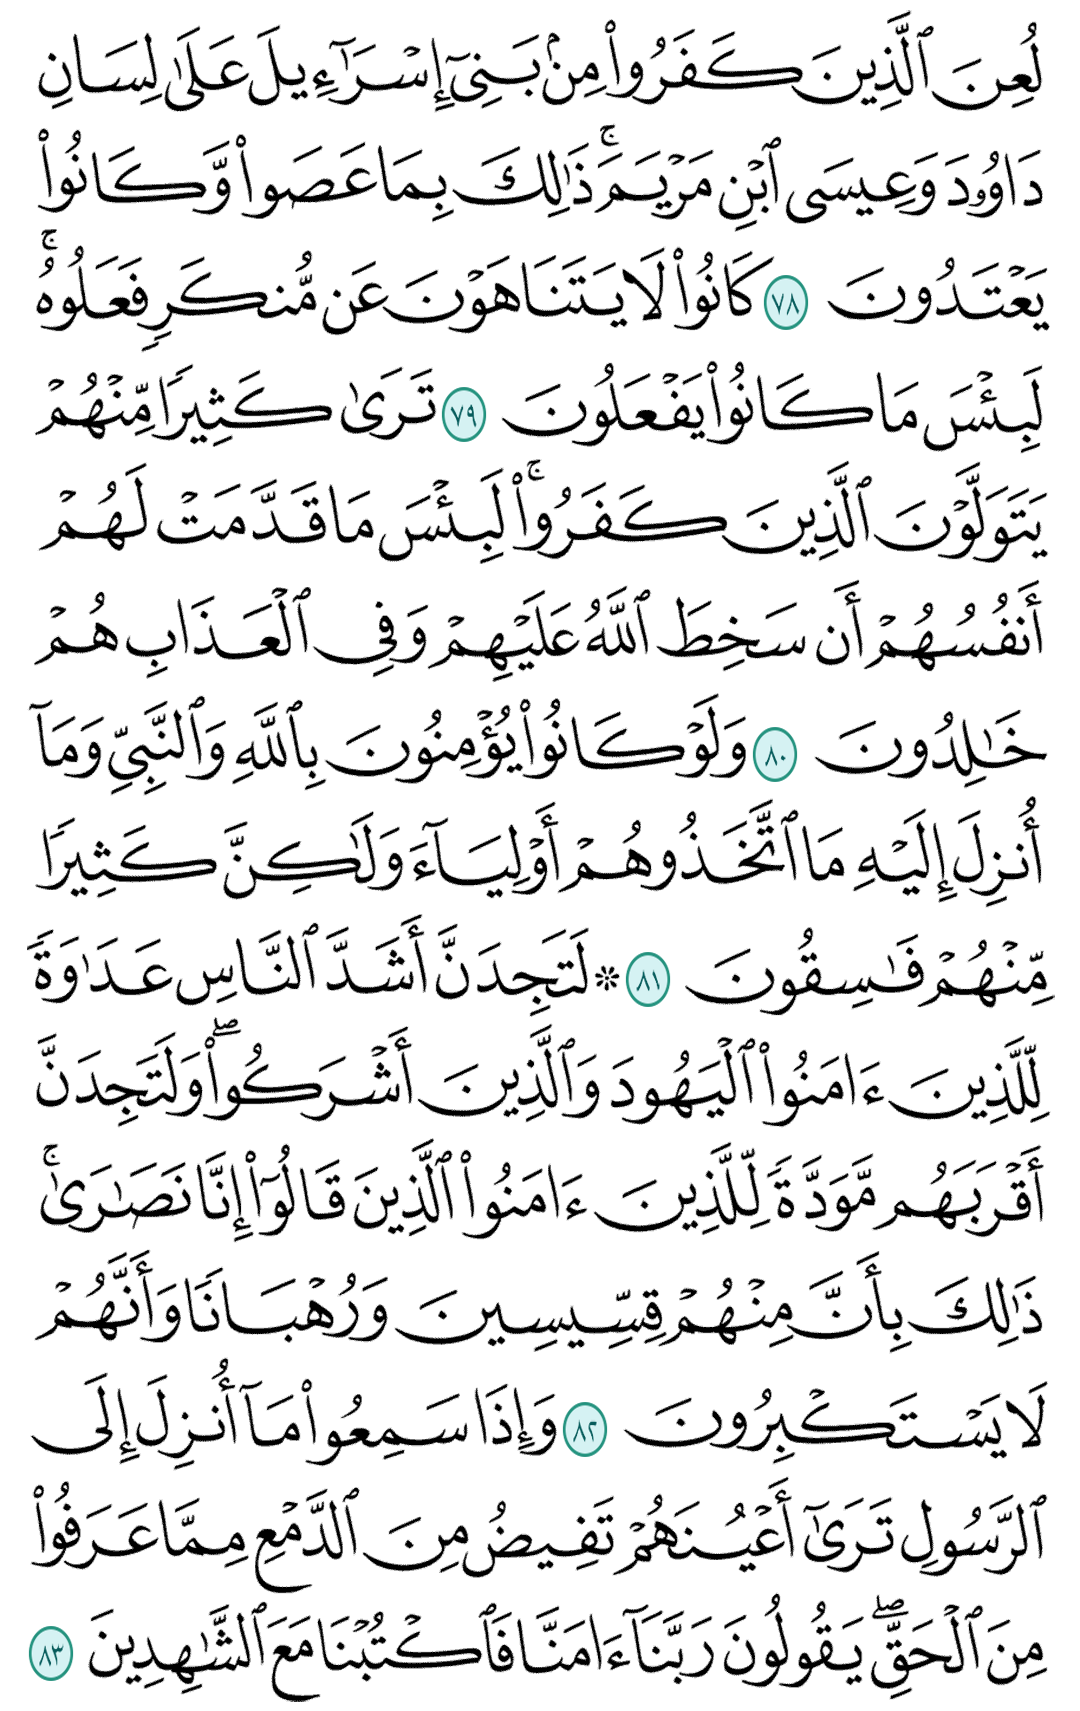 لُعِنَ ٱلَّذِينَ كَفَرُوا۟ مِنۢ بَنِىٓ إِسْرَٰٓءِيلَ عَلَىٰ لِسَانِ
دَاوُۥدَ وَعِيسَى ٱبْنِ مَرْيَمَ ۚ ذَٰلِكَ بِمَا عَصَوا۟ وَّكَانُوا۟
يَعْتَدُونَ ٧٨ كَانُوا۟ لَا يَتَنَاهَوْنَ عَن مُّنكَرٍ فَعَلُوهُ ۚ
لَبِئْسَ مَا كَانُوا۟ يَفْعَلُونَ ٧٩ تَرَىٰ كَثِيرًا مِّنْهُمْ
يَتَوَلَّوْنَ ٱلَّذِينَ كَفَرُوا۟ ۚ لَبِئْسَ مَا قَدَّمَتْ لَهُمْ
أَنفُسُهُمْ أَن سَخِطَ ٱللَّهُ عَلَيْهِمْ وَفِى ٱلْعَذَابِ هُمْ
خَٰلِدُونَ ٨٠ وَلَوْ كَانُوا۟ يُؤْمِنُونَ بِٱللَّهِ وَٱلنَّبِىِّ وَمَآ
أُنزِلَ إِلَيْهِ مَا ٱتَّخَذُوهُمْ أَوْلِيَآءَ وَلَٰكِنَّ كَثِيرًا
مِّنْهُمْ فَٰسِقُونَ ٨١ ۞ لَتَجِدَنَّ أَشَدَّ ٱلنَّاسِ عَدَٰوَةً
لِّلَّذِينَ ءَامَنُوا۟ ٱلْيَهُودَ وَٱلَّذِينَ أَشْرَكُوا۟ ۖ وَلَتَجِدَنَّ
أَقْرَبَهُم مَّوَدَّةً لِّلَّذِينَ ءَامَنُوا۟ ٱلَّذِينَ قَالُوٓا۟ إِنَّا نَصَٰرَىٰ ۚ
ذَٰلِكَ بِأَنَّ مِنْهُمْ قِسِّيسِينَ وَرُهْبَانًا وَأَنَّهُمْ
لَا يَسْتَكْبِرُونَ ٨٢ وَإِذَا سَمِعُوا۟ مَآ أُنزِلَ إِلَى
ٱلرَّسُولِ تَرَىٰٓ أَعْيُنَهُمْ تَفِيضُ مِنَ ٱلدَّمْعِ مِمَّا عَرَفُوا۟
مِنَ ٱلْحَقِّ ۖ يَقُولُونَ رَبَّنَآ ءَامَنَّا فَٱكْتُبْنَا مَعَ ٱلشَّٰهِدِينَ ٨٣